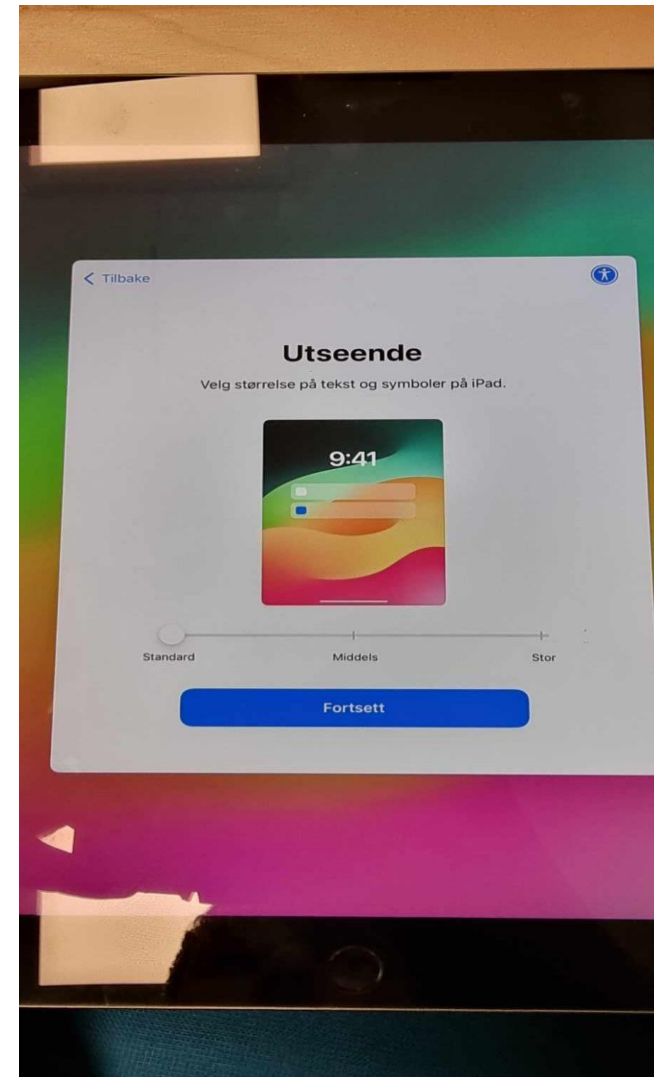 Tilbake
Utseende
Velg størrelse på tekst og symboler på iPad.
9:41
Standard
Middels
Stor
Fortsett